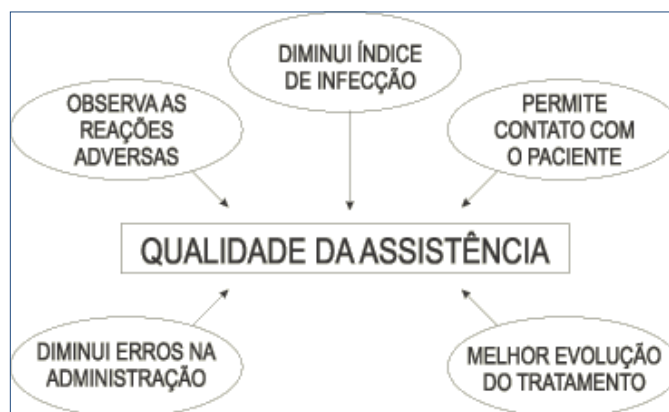 DIMINUI ÍNDICE
DE INFECÇÃO
OBSERVA AS
REAÇÕES
ADVERSAS
PERMITE
CONTATO COM
O PACIENTE
QUALIDADE DA ASSISTÊNCIA
DIMINUI ERROS NA
ADMINISTRAÇÃO
MELHOR EVOLUÇÃO
DO TRATAMENTO